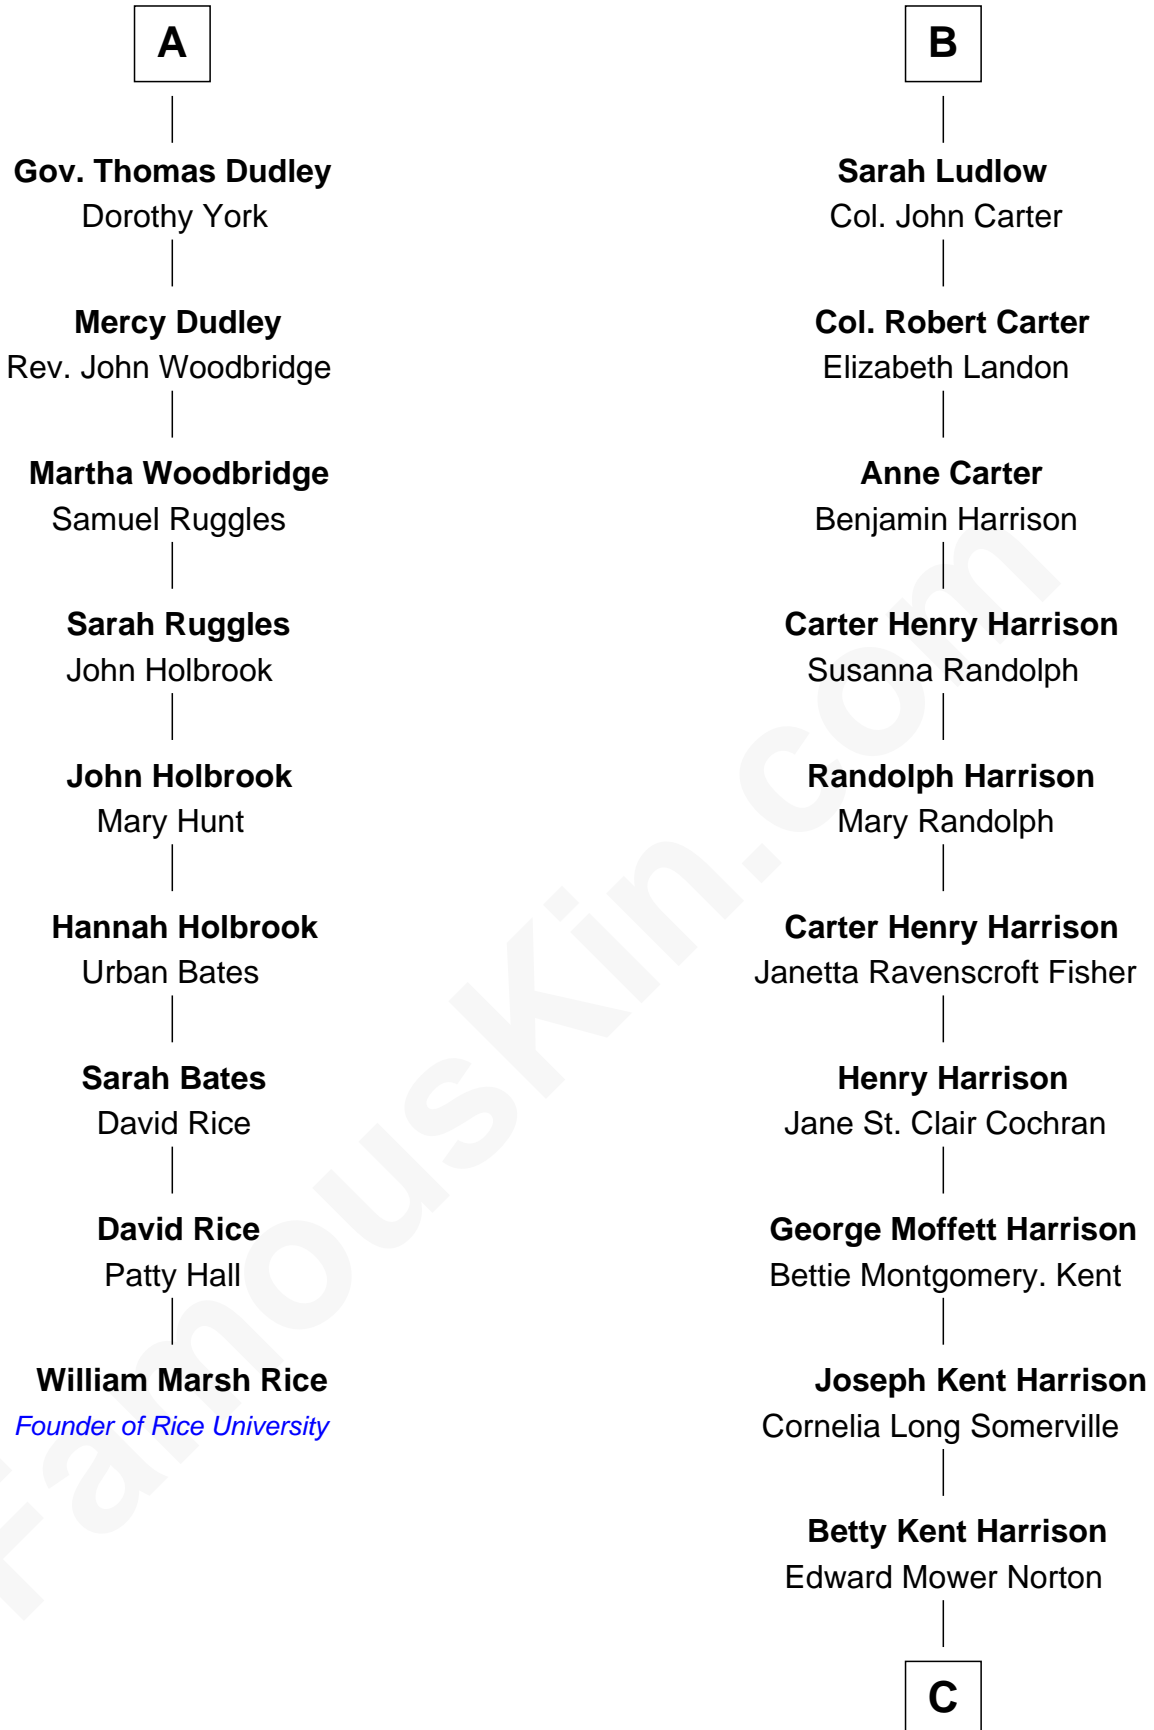 A
Gov. Thomas Dudley
Dorothy York
Mercy Dudley
Rev. John Woodbridge
Martha Woodbridge
Samuel Ruggles
Sarah Ruggles
John Holbrook
John Holbrook
Mary Hunt
Hannah Holbrook
Urban Bates
Sarah Bates
David Rice
David Rice
Patty Hall
William Marsh Rice
Founder of Rice University
B
Sarah Ludlow
Col. John Carter
Col. Robert Carter
Elizabeth Landon
Anne Carter
Benjamin Harrison
Carter Henry Harrison
Susanna Randolph
Randolph Harrison
Mary Randolph
Carter Henry Harrison
Janetta Ravenscroft Fisher
Henry Harrison
Jane St. Clair Cochran
George Moffett Harrison
Bettie Montgomery. Kent
Joseph Kent Harrison
Cornelia Long Somerville
Betty Kent Harrison
Edward Mower Norton
C
FamousKin.com